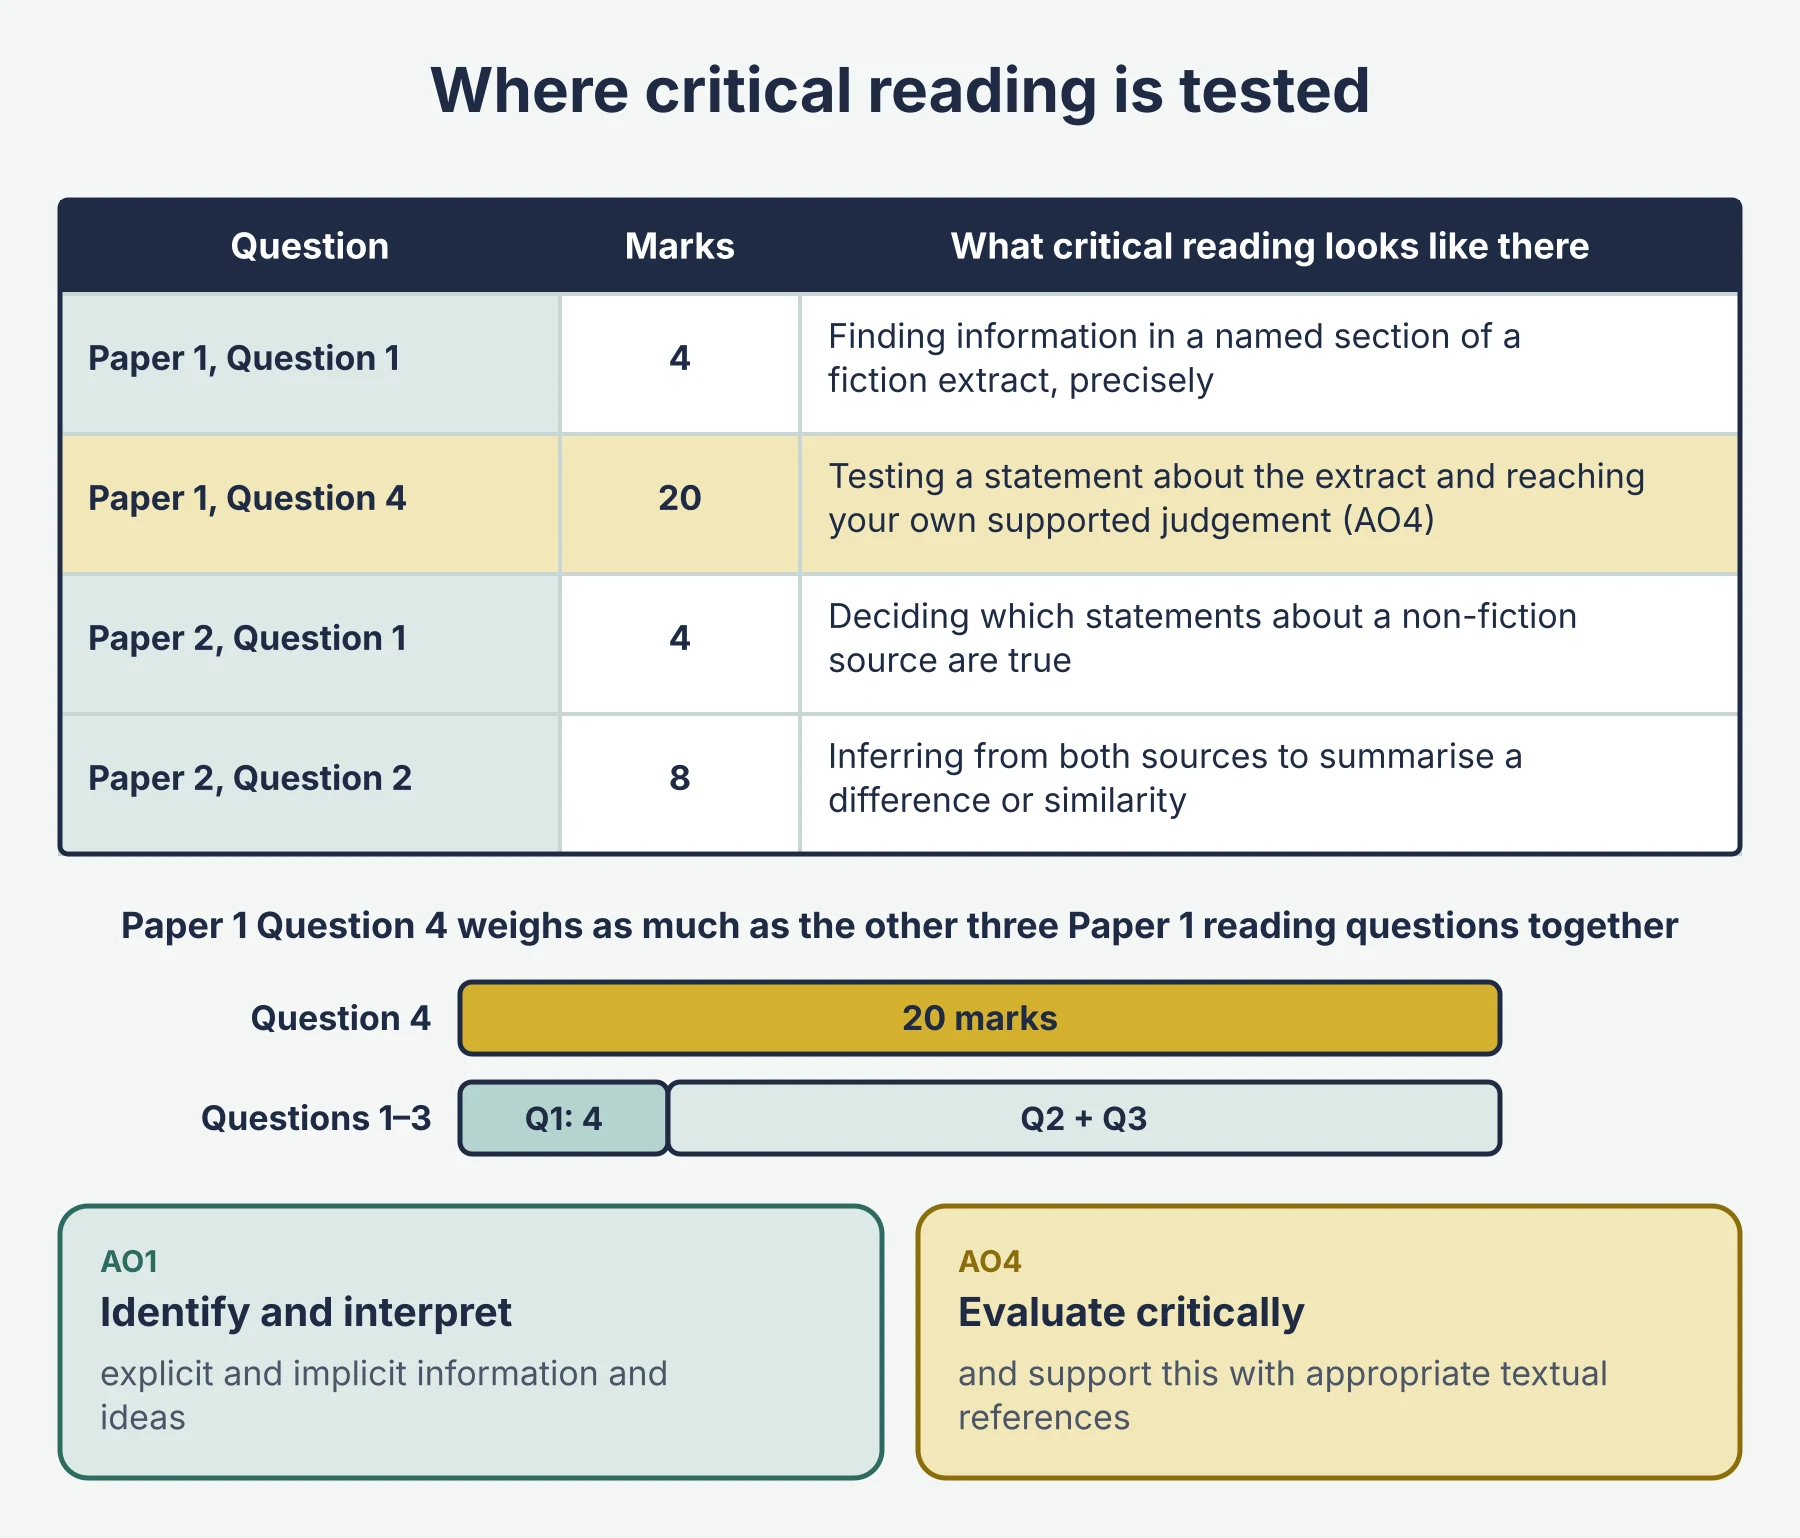 Where critical reading is tested
Question Marks What critical reading looks like there
Paper 1, Question 1 4 Finding information in a named section of a
fiction extract, precisely
Paper 1, Question 4 20 Testing a statement about the extract and reaching
your own supported judgement (AO4)
Paper 2, Question 1 4 Deciding which statements about a non-fiction
source are true
Paper 2, Question 2 8 Inferring from both sources to summarise a
difference or similarity
Paper 1 Question 4 weighs as much as the other three Paper 1 reading questions together
Question 4 20 marks
Questions 1–3 Q1: 4 Q2 + Q3
AO1
Identify and interpret
explicit and implicit information and
ideas
AO4
Evaluate critically
and support this with appropriate textual
references